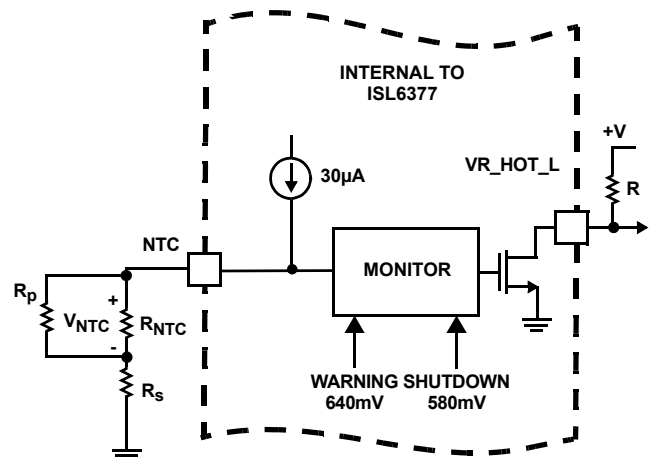 INTERNAL TO
ISL6377
+V
VR_HOT_L
R
30µA
NTC
MONITOR
Rp
+
VNTC
RNTC
-
Rs
WARNING SHUTDOWN
640mV 580mV